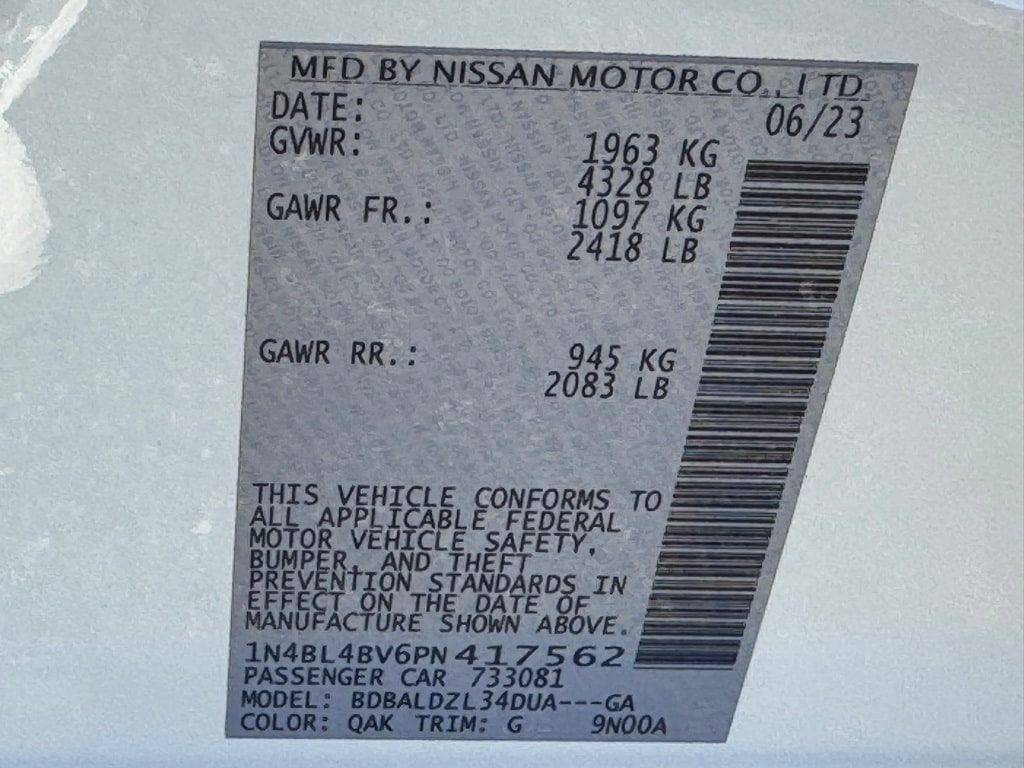 MFD BY NISSAN MOTOR CO., LTD
DATE: 06/23
GVWR: 1963 KG
4328 LB
GAWR FR.: 1097 KG
2418 LB
GAWR RR.: 945 KG
2083 LB
THIS VEHICLE CONFORMS TO
ALL APPLICABLE FEDERAL
MOTOR VEHICLE SAFETY,
BUMPER, AND THEFT
PREVENTION STANDARDS IN
EFFECT ON THE DATE OF
MANUFACTURE SHOWN ABOVE.
1N4BL4BV6PN417562
PASSENGER CAR 733081
MODEL: BDBALDZL34DUA---GA
COLOR: QAK TRIM: G 9N00A